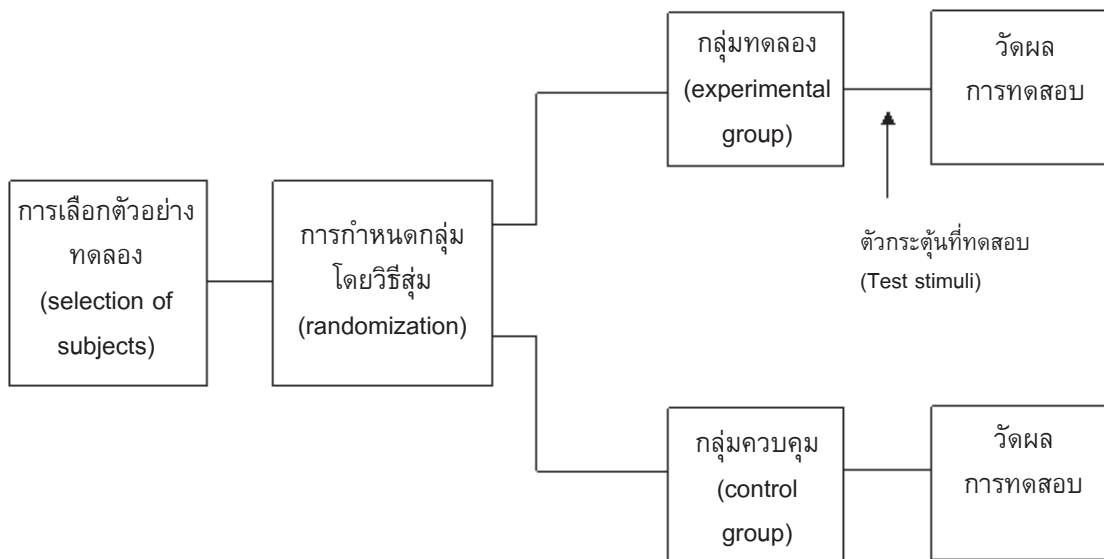 การเลือกตัวอย่าง
ทดลอง
(selection of
subjects)
การกำหนดกลุ่ม
โดยวิธีสุ่ม
(randomization)
กลุ่มทดลอง
(experimental
group)
ตัวกระตุ้นที่ทดสอบ
(Test stimuli)
วัดผล
การทดสอบ
กลุ่มควบคุม
(control
group)
วัดผล
การทดสอบ